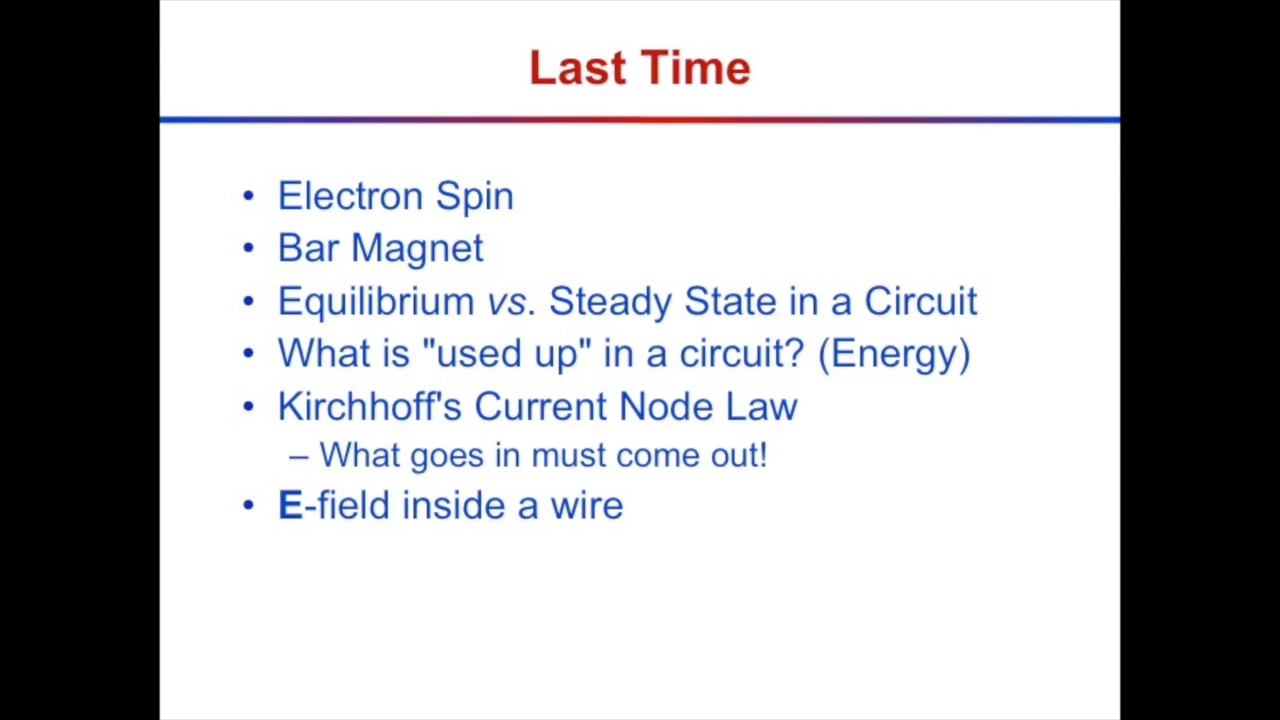 Last Time
• Electron Spin
• Bar Magnet
• Equilibrium vs. Steady State in a Circuit
• What is "used up" in a circuit? (Energy)
• Kirchhoff's Current Node Law
– What goes in must come out!
• E-field inside a wire